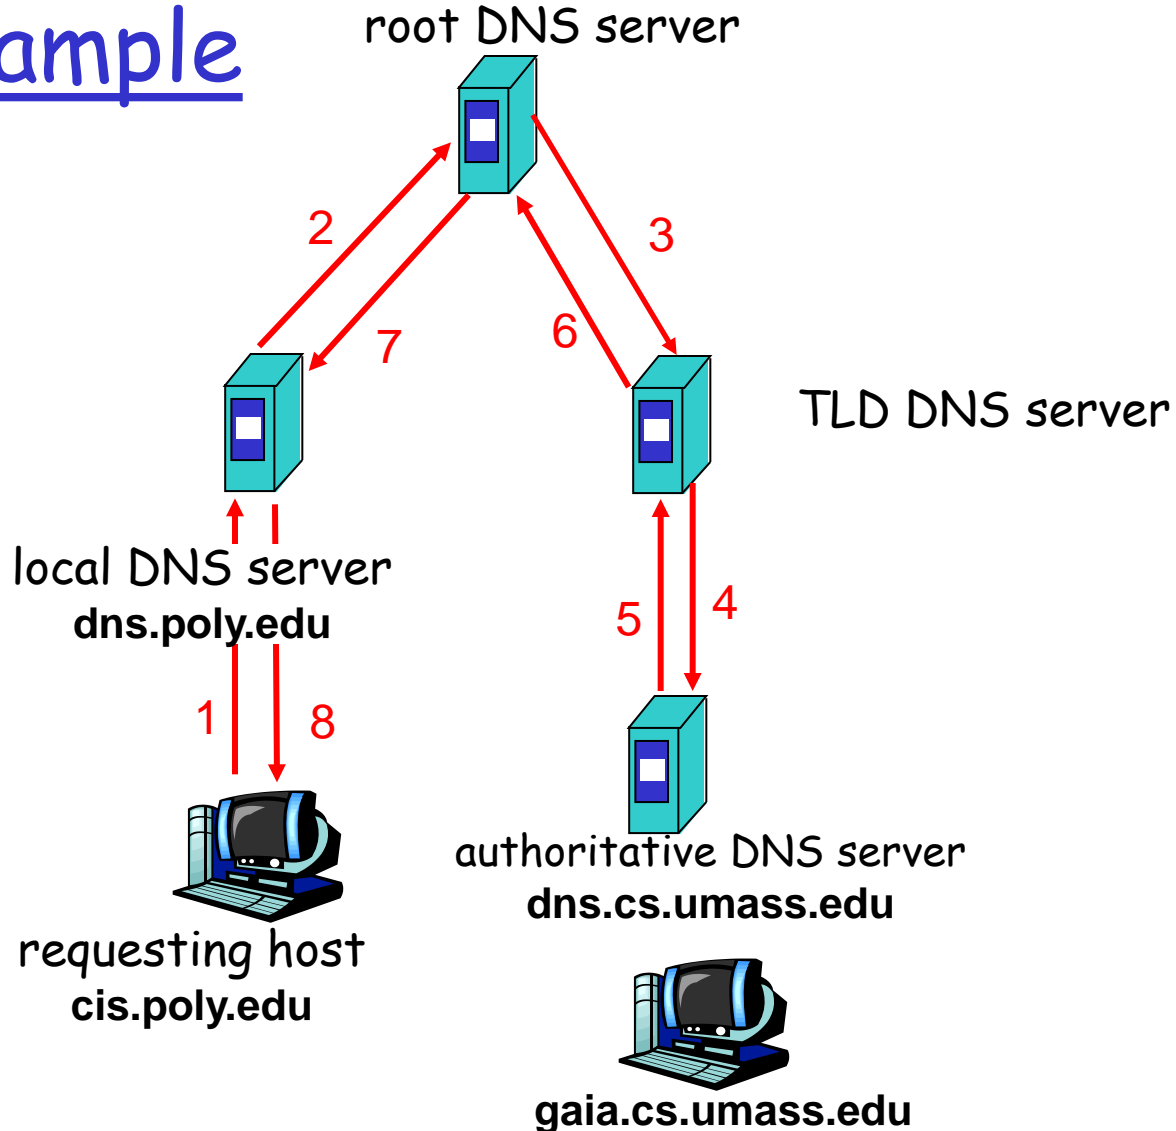 ample
root DNS server
2
3
7
6
TLD DNS server
local DNS server
dns.poly.edu
5
4
1
8
authoritative DNS server
dns.cs.umass.edu
requesting host
cis.poly.edu
gaia.cs.umass.edu